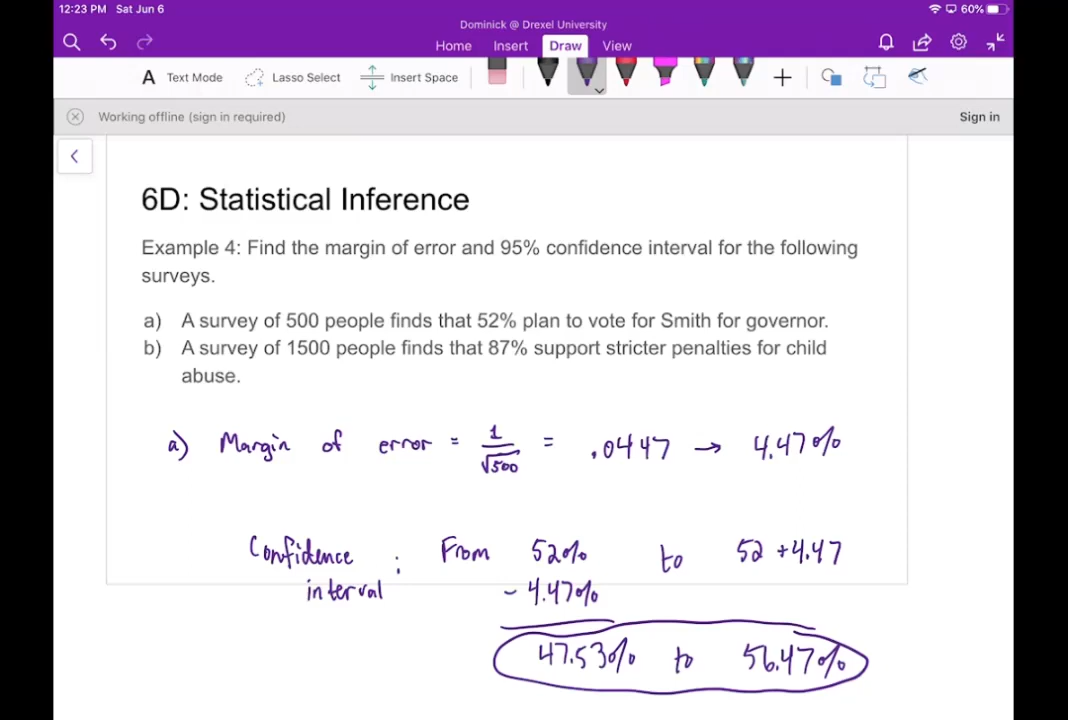 12:23 PM Sat Jun 6 60%
Dominick @ Drexel University
Home Insert Draw View
A Text Mode Lasso Select Insert Space
Working offline (sign in required) Sign in
6D: Statistical Inference
Example 4: Find the margin of error and 95% confidence interval for the following
surveys.
a) A survey of 500 people finds that 52% plan to vote for Smith for governor.
b) A survey of 1500 people finds that 87% support stricter penalties for child
abuse.
a) Margin of error = 1/√500 = .0447 → 4.47%
Confidence : From 52% to 52 + 4.47
interval - 4.47%
47.53% to 56.47%